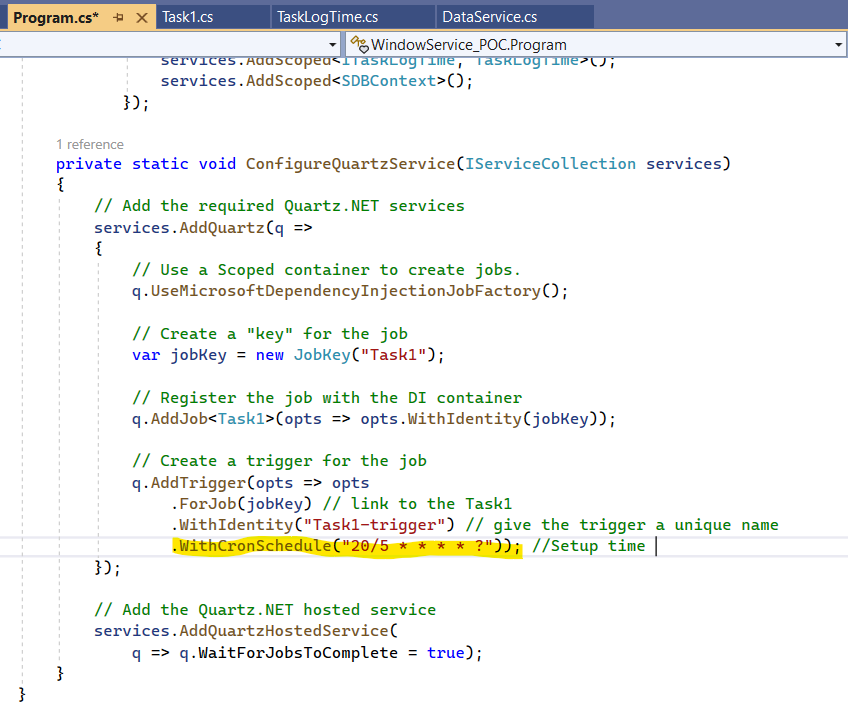 Program.cs* Task1.cs TaskLogTime.cs DataService.cs
WindowService_POC.Program
services.AddScoped<ITaskLogTime, TaskLogTime>();
services.AddScoped<SDBContext>();
});
1 reference
private static void ConfigureQuartzService(IServiceCollection services)
{
// Add the required Quartz.NET services
services.AddQuartz(q =>
{
// Use a Scoped container to create jobs.
q.UseMicrosoftDependencyInjectionJobFactory();
// Create a "key" for the job
var jobKey = new JobKey("Task1");
// Register the job with the DI container
q.AddJob<Task1>(opts => opts.WithIdentity(jobKey));
// Create a trigger for the job
q.AddTrigger(opts => opts
.ForJob(jobKey) // link to the Task1
.WithIdentity("Task1-trigger") // give the trigger a unique name
.WithCronSchedule("20/5 * * * * ?")); //Setup time
});
// Add the Quartz.NET hosted service
services.AddQuartzHostedService(
q => q.WaitForJobsToComplete = true);
}
}